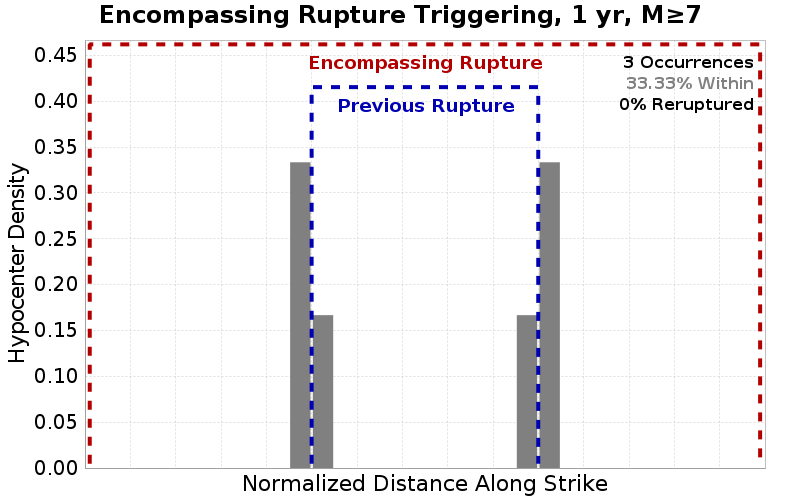 Encompassing Rupture Triggering, 1 yr, M≥7
Encompassing Rupture
Previous Rupture
3 Occurrences
33.33% Within
0% Reruptured
Hypocenter Density
0.45
0.40
0.35
0.30
0.25
0.20
0.15
0.10
0.05
0.00
Normalized Distance Along Strike